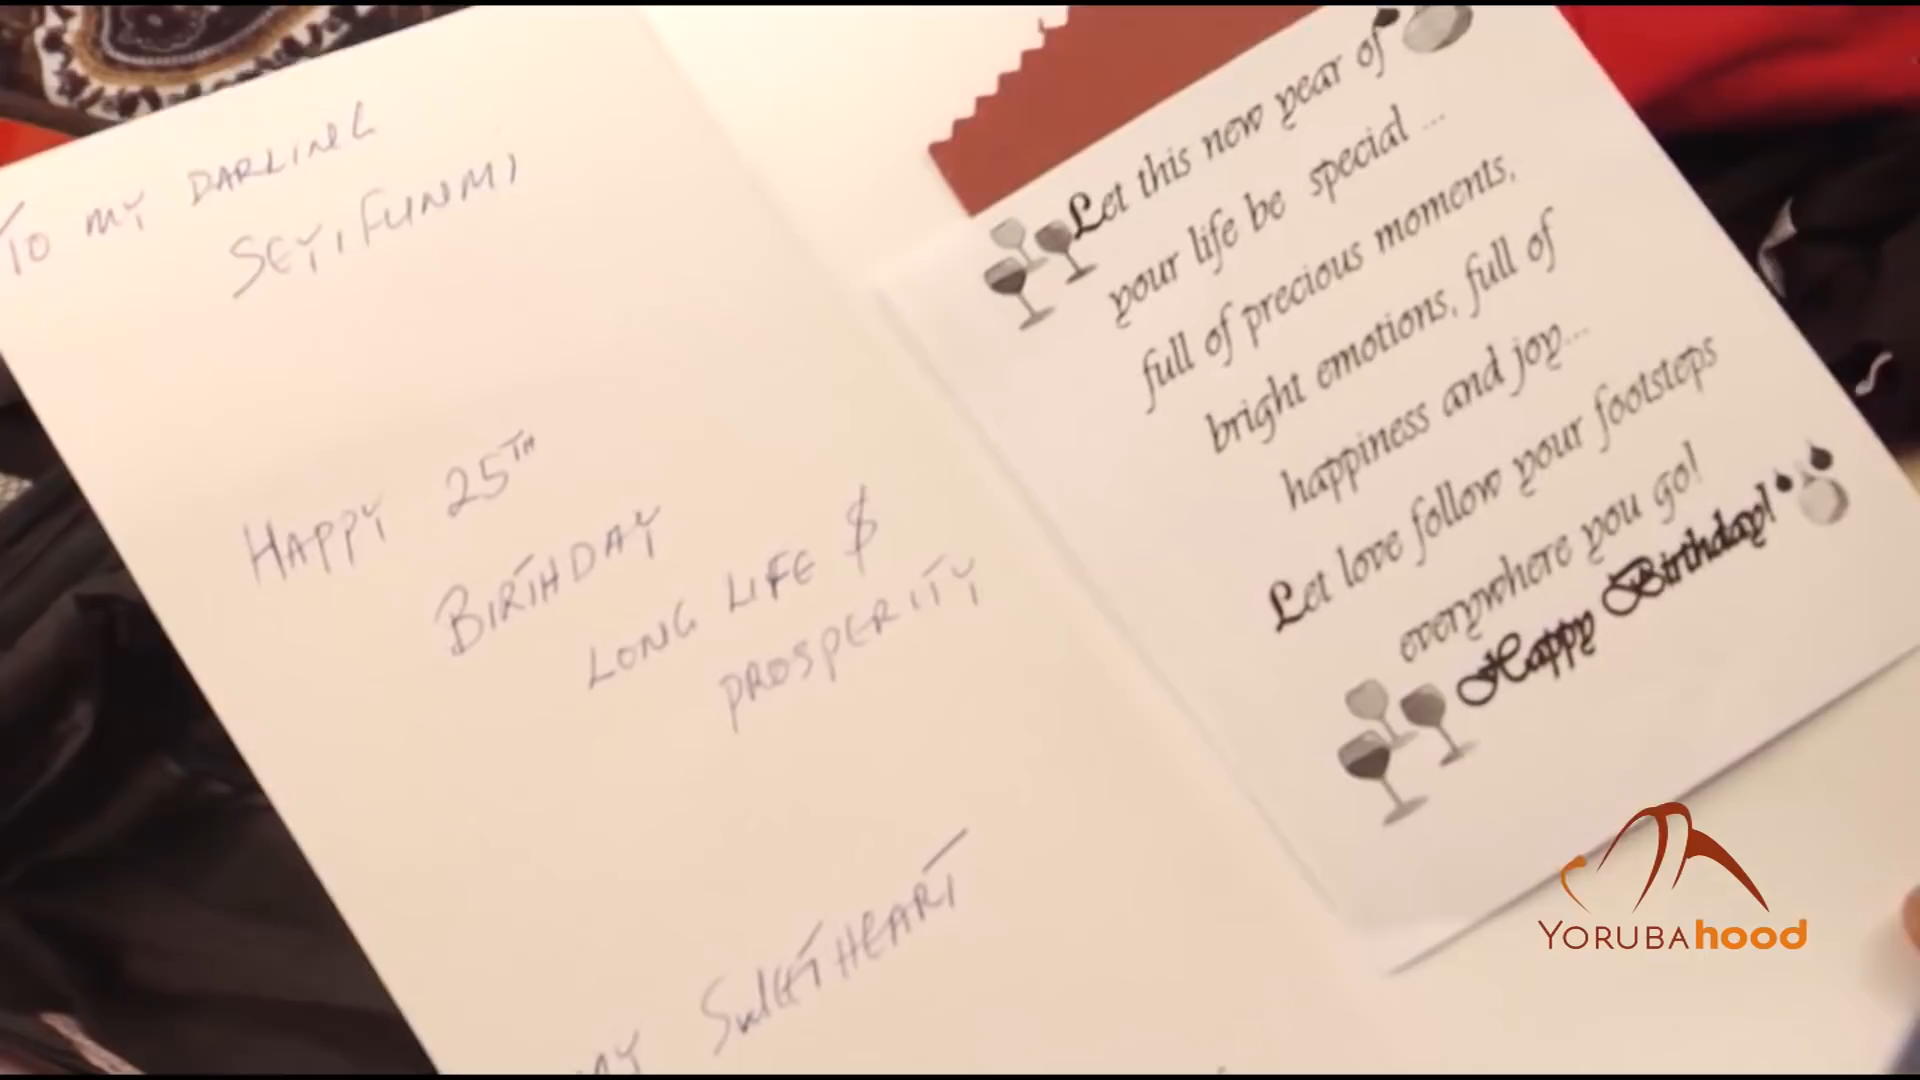 TO MY DARLING
SEYIFUNMI
HAPPY 25TH
BIRTHDAY
LONG LIFE &
PROSPERITY
MY SWEETHEART
Let this new year of
your life be special ...
full of precious moments,
bright emotions, full of
happiness and joy...
Let love follow your footsteps
everywhere you go!
Happy Birthday!
YORUBAhood